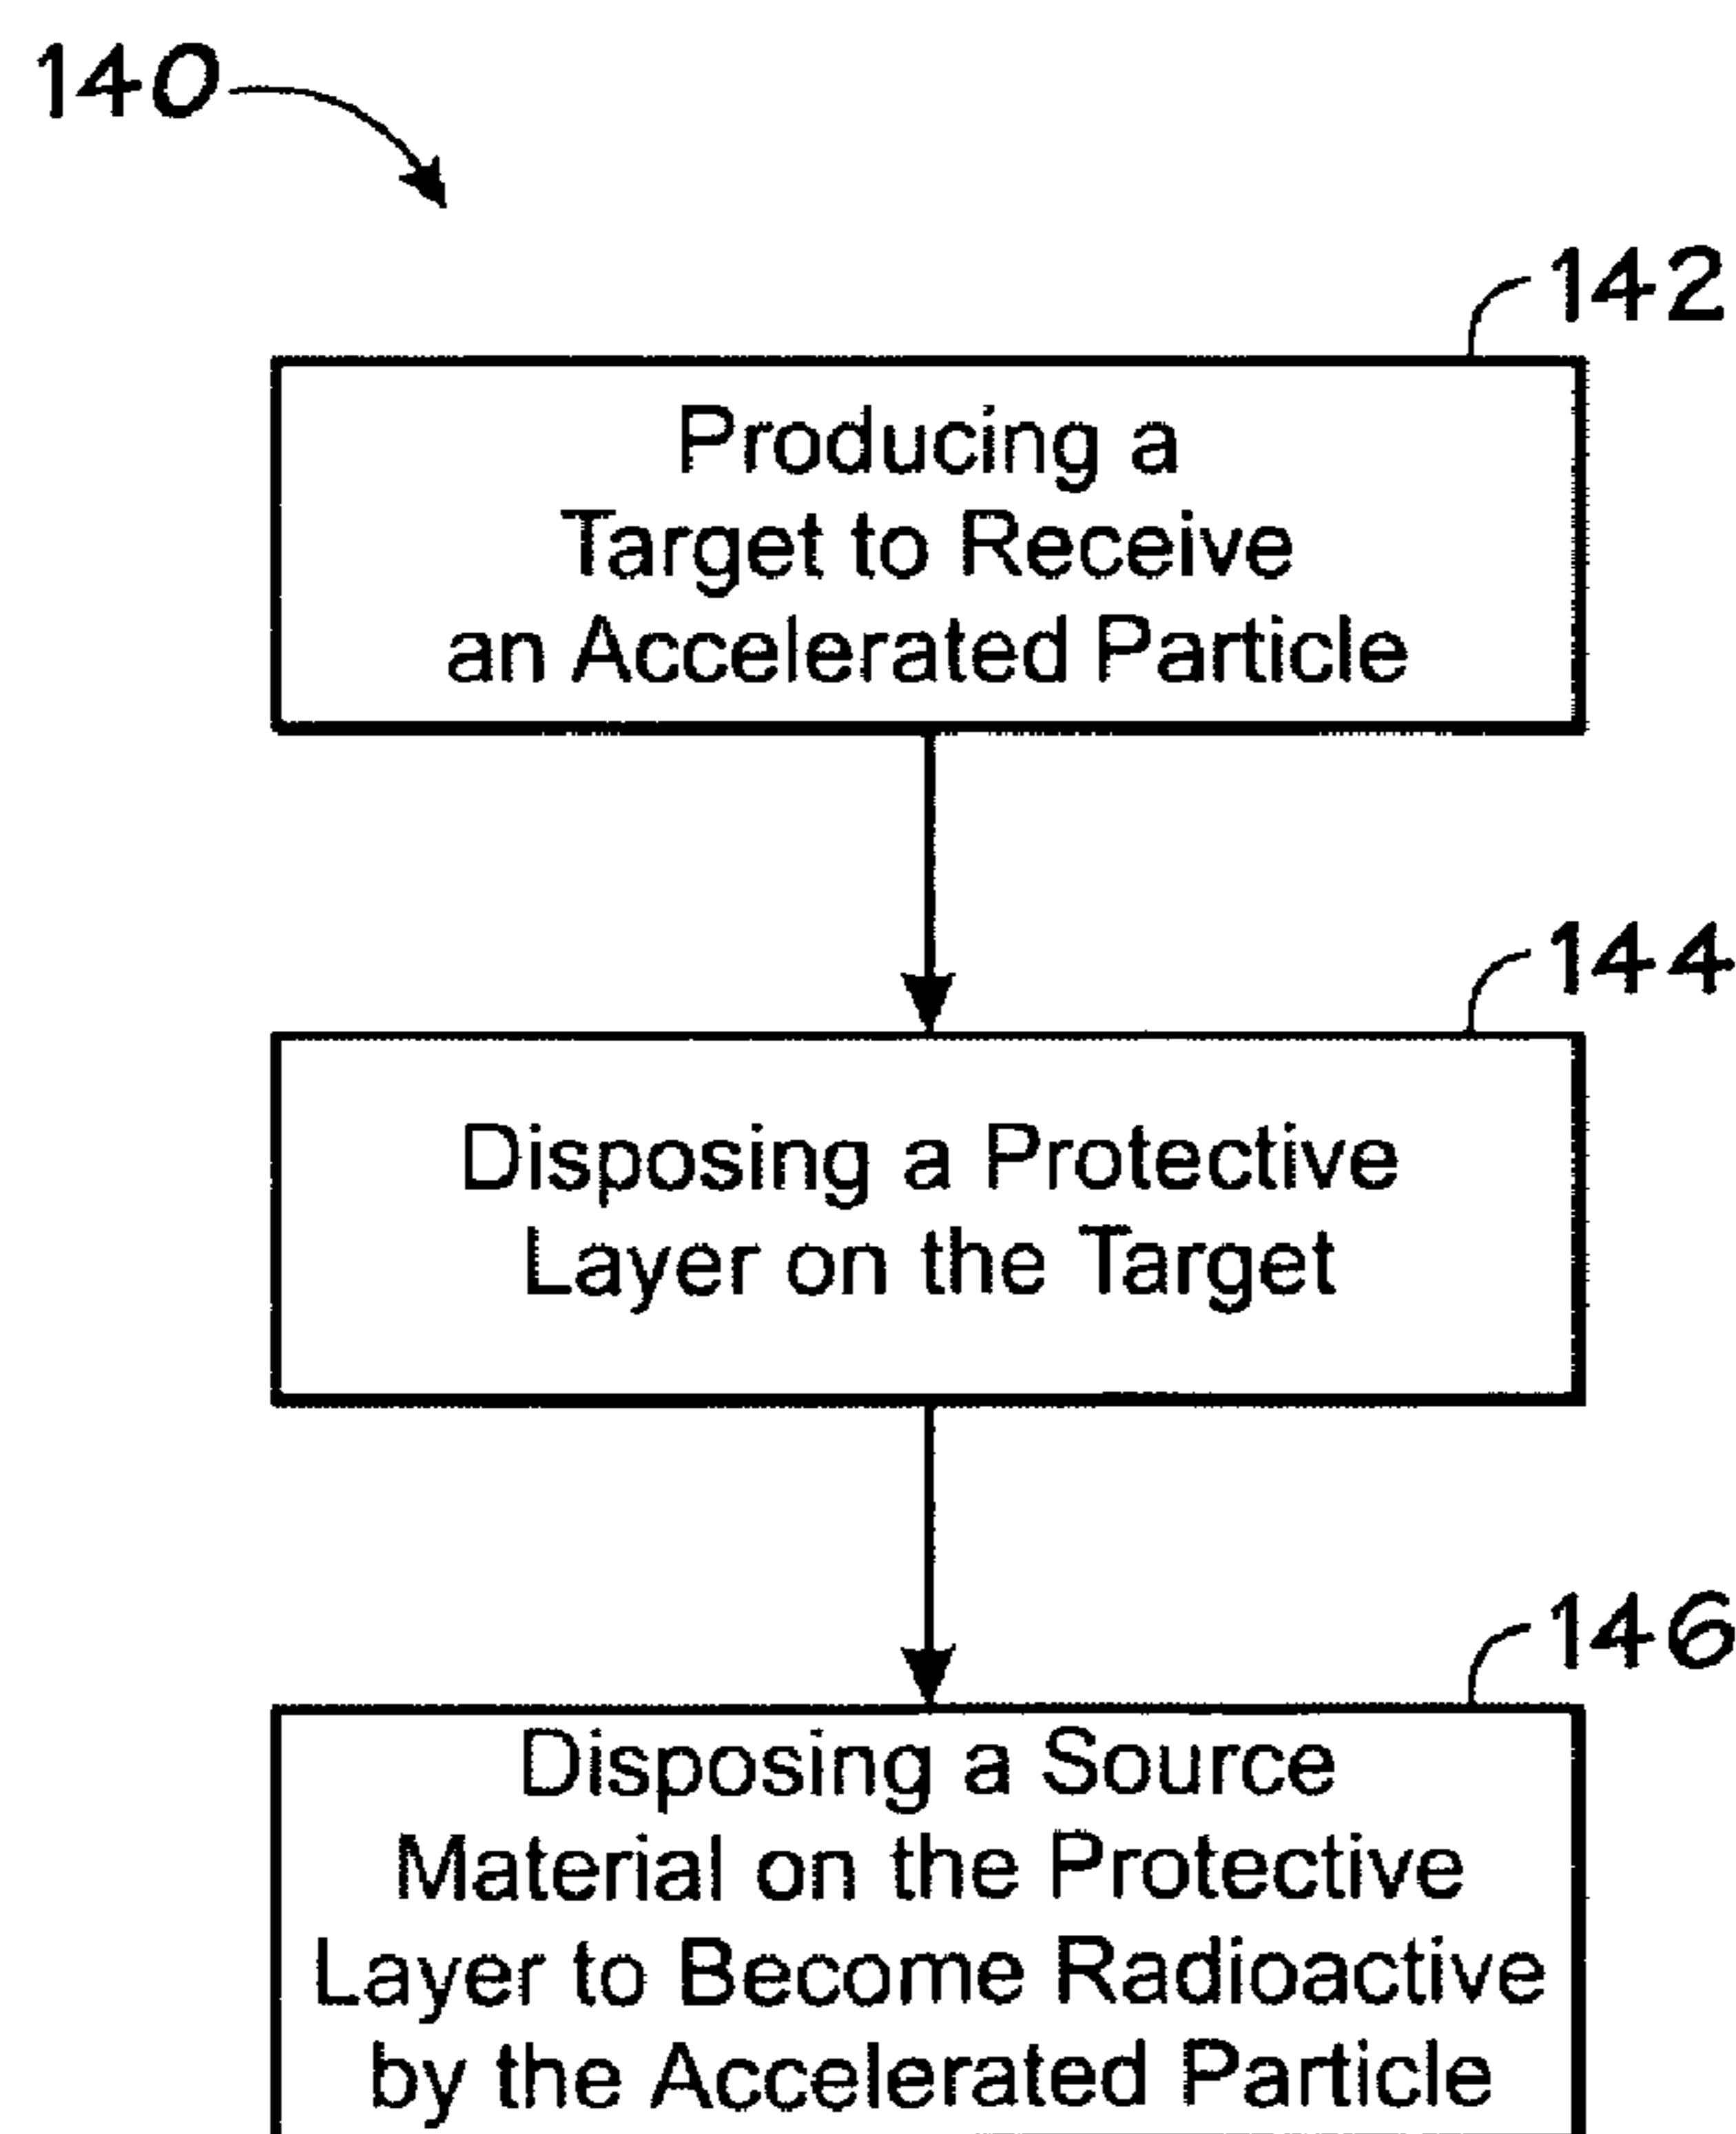 140
142
Producing a
Target to Receive
an Accelerated Particle
144
Disposing a Protective
Layer on the Target
146
Disposing a Source
Material on the Protective
Layer to Become Radioactive
by the Accelerated Particle